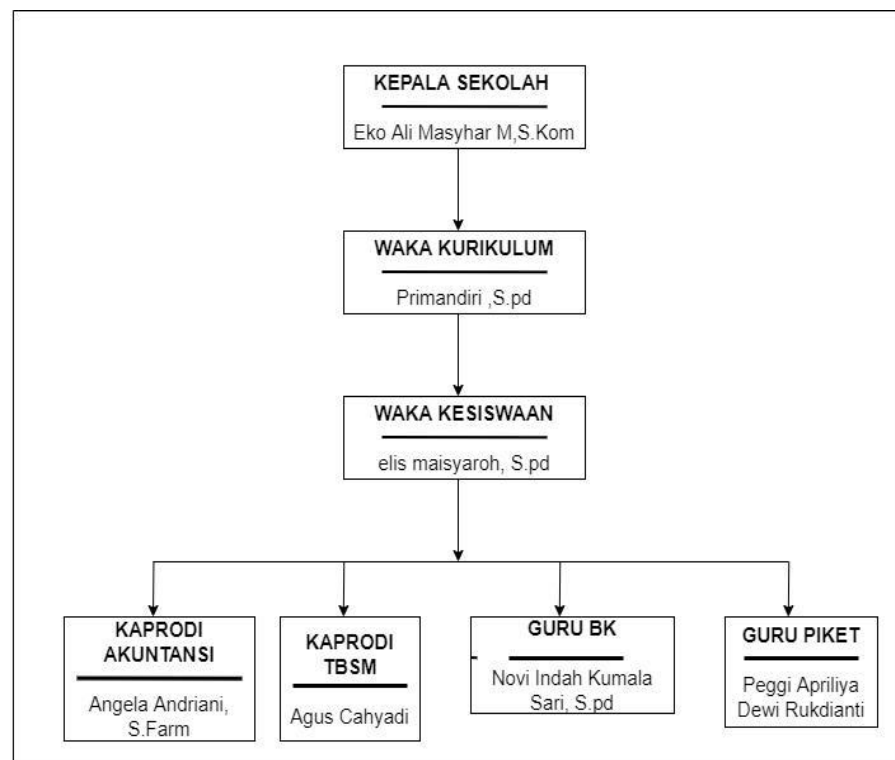 KEPALA SEKOLAH
Eko Ali Masyhar M,S.Kom
WAKA KURIKULUM
Primandiri ,S.pd
WAKA KESISWAAN
elis maisyaroh, S.pd
KAPRODI
AKUNTANSI
Angela Andriani,
S.Farm
KAPRODI
TBSM
Agus Cahyadi
GURU BK
Novi Indah Kumala
Sari, S.pd
GURU PIKET
Peggi Apriliya
Dewi Rukdianti